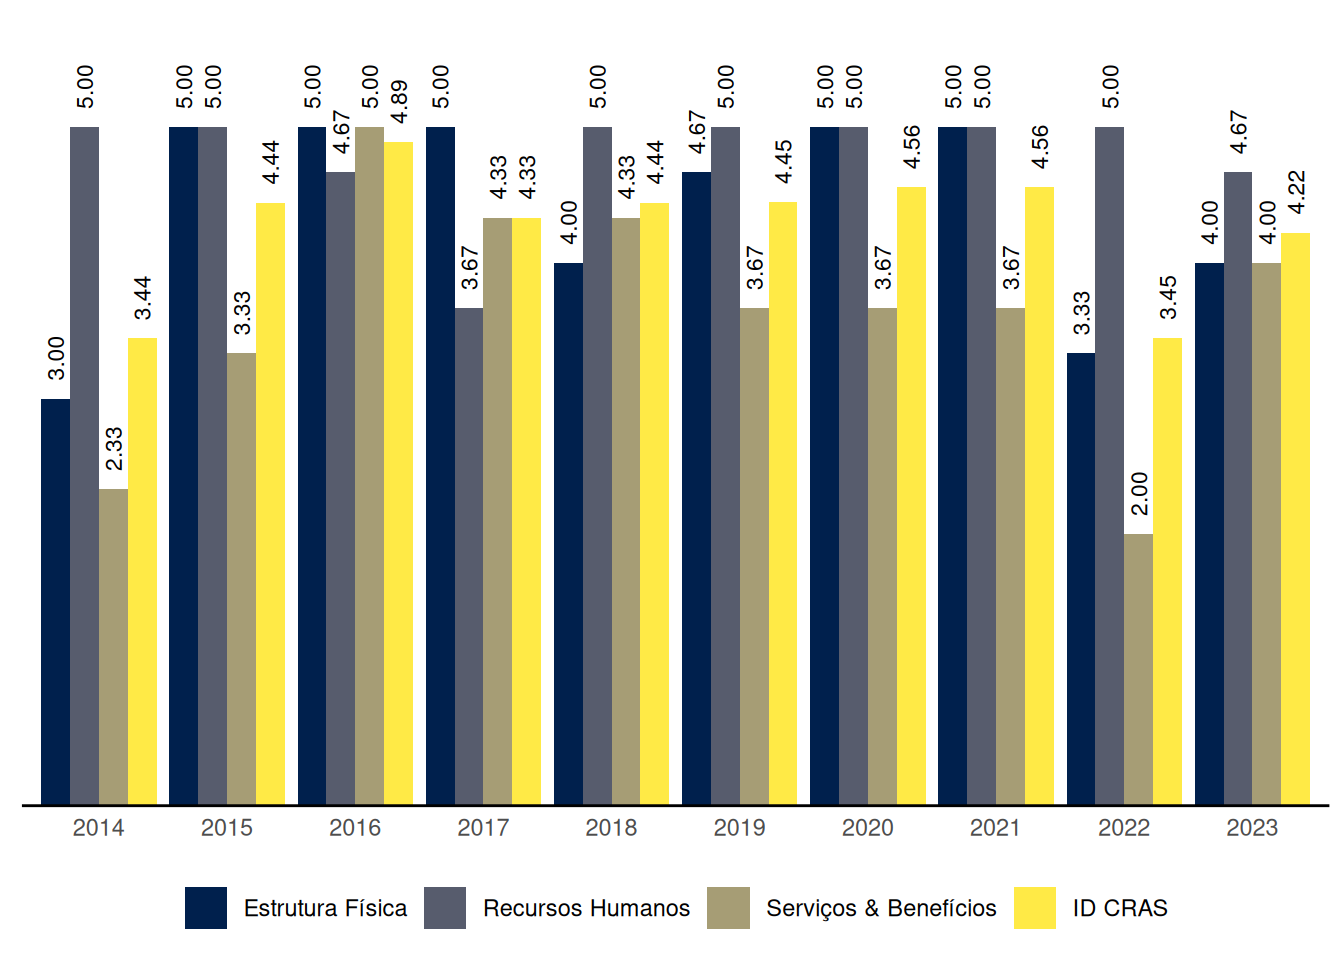 3.00 5.00 2.33 3.44
5.00 5.00 3.33 4.44
5.00 4.67 5.00 4.89
5.00 3.67 4.33 4.33
4.00 5.00 4.33 4.44
4.67 5.00 3.67 4.45
5.00 5.00 3.67 4.56
5.00 5.00 3.67 4.56
3.33 5.00 2.00 3.45
4.00 4.67 4.00 4.22
2014 2015 2016 2017 2018 2019 2020 2021 2022 2023
Estrutura Física Recursos Humanos Serviços & Benefícios ID CRAS